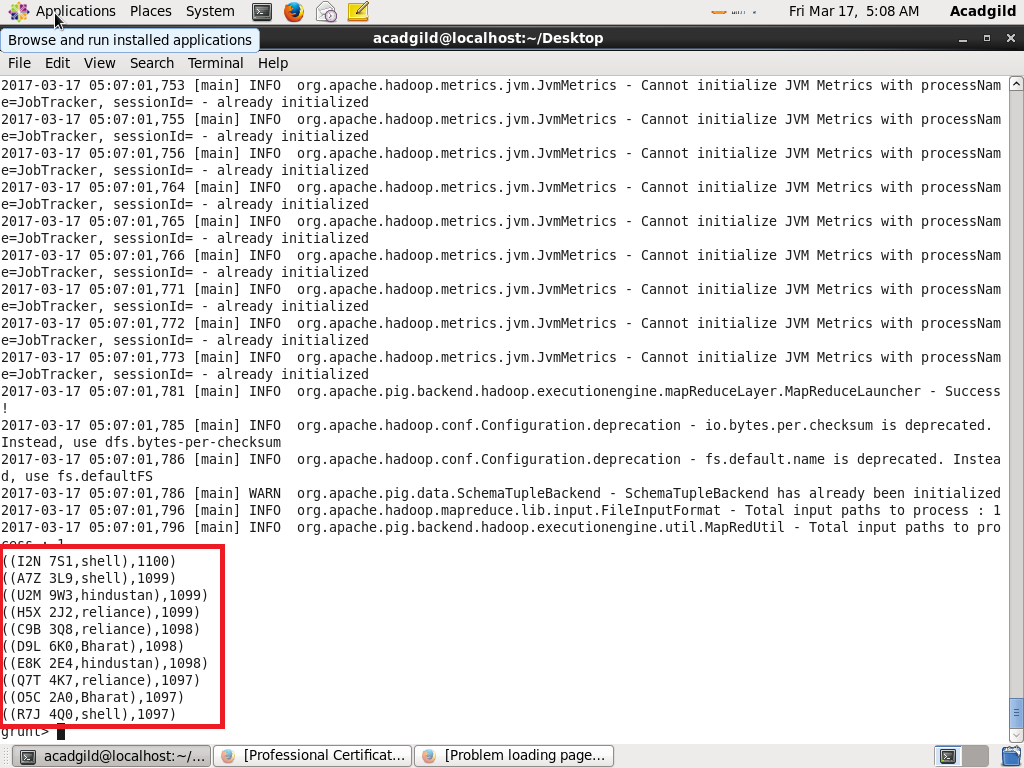 Applications Places System Fri Mar 17, 5:08 AM Acadgild
Browse and run installed applications
acadgild@localhost:~/Desktop
File Edit View Search Terminal Help
2017-03-17 05:07:01,753 [main] INFO  org.apache.hadoop.metrics.jvm.JvmMetrics - Cannot initialize JVM Metrics with processNam
e=JobTracker, sessionId= - already initialized
2017-03-17 05:07:01,755 [main] INFO  org.apache.hadoop.metrics.jvm.JvmMetrics - Cannot initialize JVM Metrics with processNam
e=JobTracker, sessionId= - already initialized
2017-03-17 05:07:01,756 [main] INFO  org.apache.hadoop.metrics.jvm.JvmMetrics - Cannot initialize JVM Metrics with processNam
e=JobTracker, sessionId= - already initialized
2017-03-17 05:07:01,764 [main] INFO  org.apache.hadoop.metrics.jvm.JvmMetrics - Cannot initialize JVM Metrics with processNam
e=JobTracker, sessionId= - already initialized
2017-03-17 05:07:01,765 [main] INFO  org.apache.hadoop.metrics.jvm.JvmMetrics - Cannot initialize JVM Metrics with processNam
e=JobTracker, sessionId= - already initialized
2017-03-17 05:07:01,766 [main] INFO  org.apache.hadoop.metrics.jvm.JvmMetrics - Cannot initialize JVM Metrics with processNam
e=JobTracker, sessionId= - already initialized
2017-03-17 05:07:01,771 [main] INFO  org.apache.hadoop.metrics.jvm.JvmMetrics - Cannot initialize JVM Metrics with processNam
e=JobTracker, sessionId= - already initialized
2017-03-17 05:07:01,772 [main] INFO  org.apache.hadoop.metrics.jvm.JvmMetrics - Cannot initialize JVM Metrics with processNam
e=JobTracker, sessionId= - already initialized
2017-03-17 05:07:01,773 [main] INFO  org.apache.hadoop.metrics.jvm.JvmMetrics - Cannot initialize JVM Metrics with processNam
e=JobTracker, sessionId= - already initialized
2017-03-17 05:07:01,781 [main] INFO  org.apache.pig.backend.hadoop.executionengine.mapReduceLayer.MapReduceLauncher - Success
!
2017-03-17 05:07:01,785 [main] INFO  org.apache.hadoop.conf.Configuration.deprecation - io.bytes.per.checksum is deprecated.
Instead, use dfs.bytes-per-checksum
2017-03-17 05:07:01,786 [main] INFO  org.apache.hadoop.conf.Configuration.deprecation - fs.default.name is deprecated. Instea
d, use fs.defaultFS
2017-03-17 05:07:01,786 [main] WARN  org.apache.pig.data.SchemaTupleBackend - SchemaTupleBackend has already been initialized
2017-03-17 05:07:01,796 [main] INFO  org.apache.hadoop.mapreduce.lib.input.FileInputFormat - Total input paths to process : 1
2017-03-17 05:07:01,796 [main] INFO  org.apache.pig.backend.hadoop.executionengine.util.MapRedUtil - Total input paths to pro
cess : 1
((I2N 7S1,shell),1100)
((A7Z 3L9,shell),1099)
((U2M 9W3,hindustan),1099)
((H5X 2J2,reliance),1099)
((C9B 3Q8,reliance),1098)
((D9L 6K0,Bharat),1098)
((E8K 2E4,hindustan),1098)
((Q7T 4K7,reliance),1097)
((O5C 2A0,Bharat),1097)
((R7J 4Q0,shell),1097)
grunt>
acadgild@localhost:~/... [Professional Certificat... [Problem loading page...